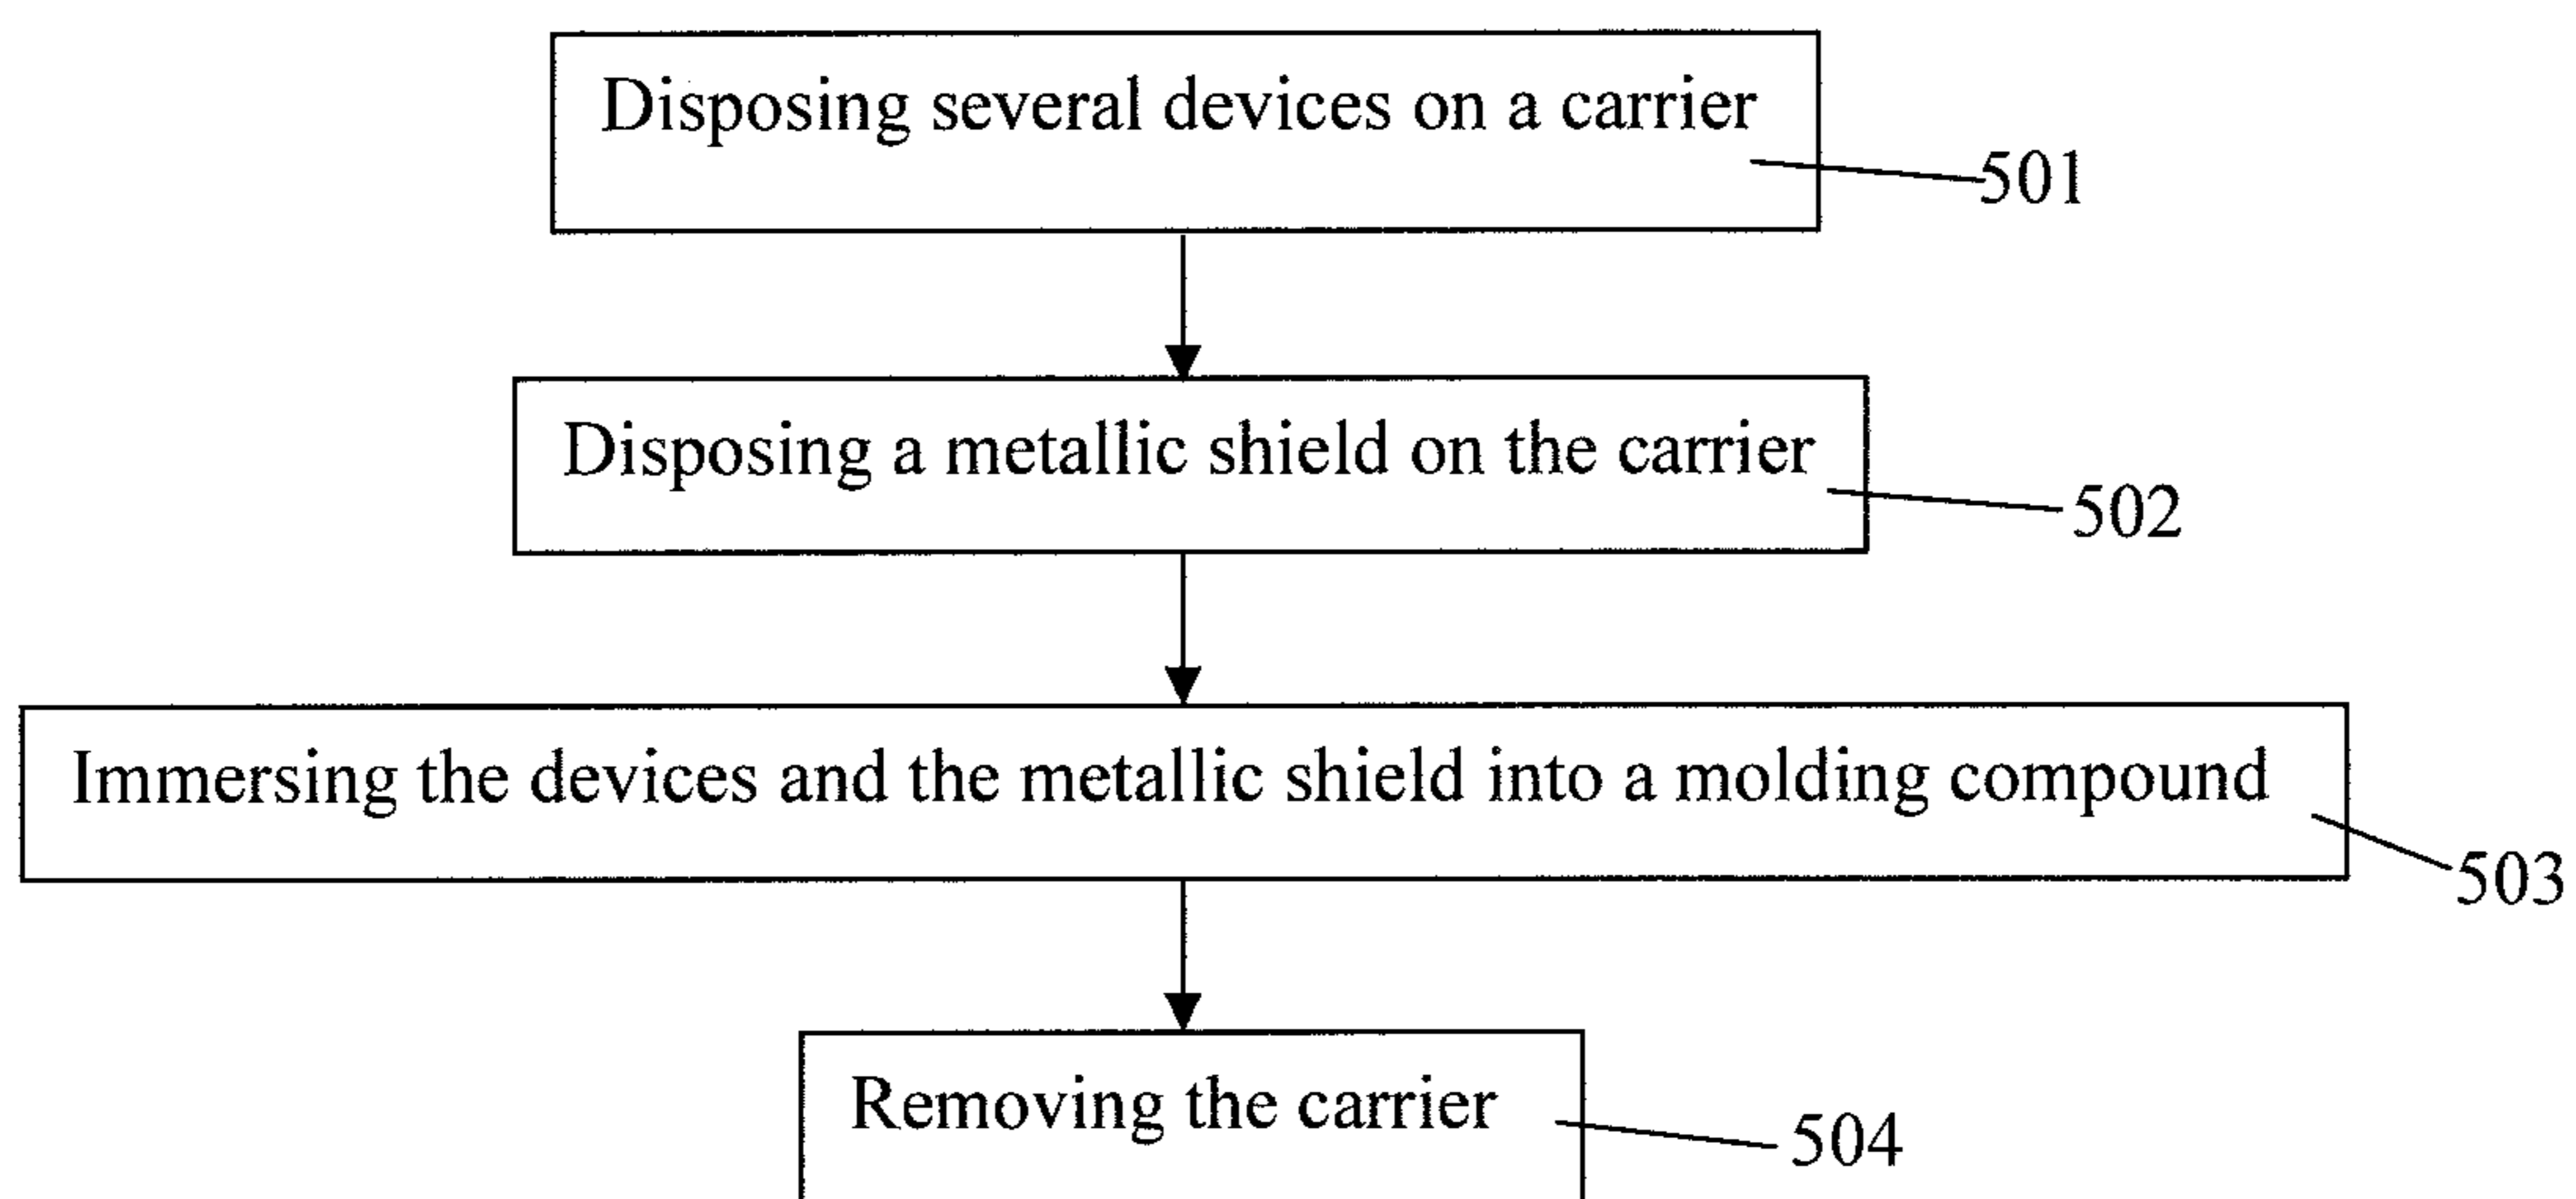 Disposing several devices on a carrier
501
Disposing a metallic shield on the carrier
502
Immersing the devices and the metallic shield into a molding compound
503
Removing the carrier
504